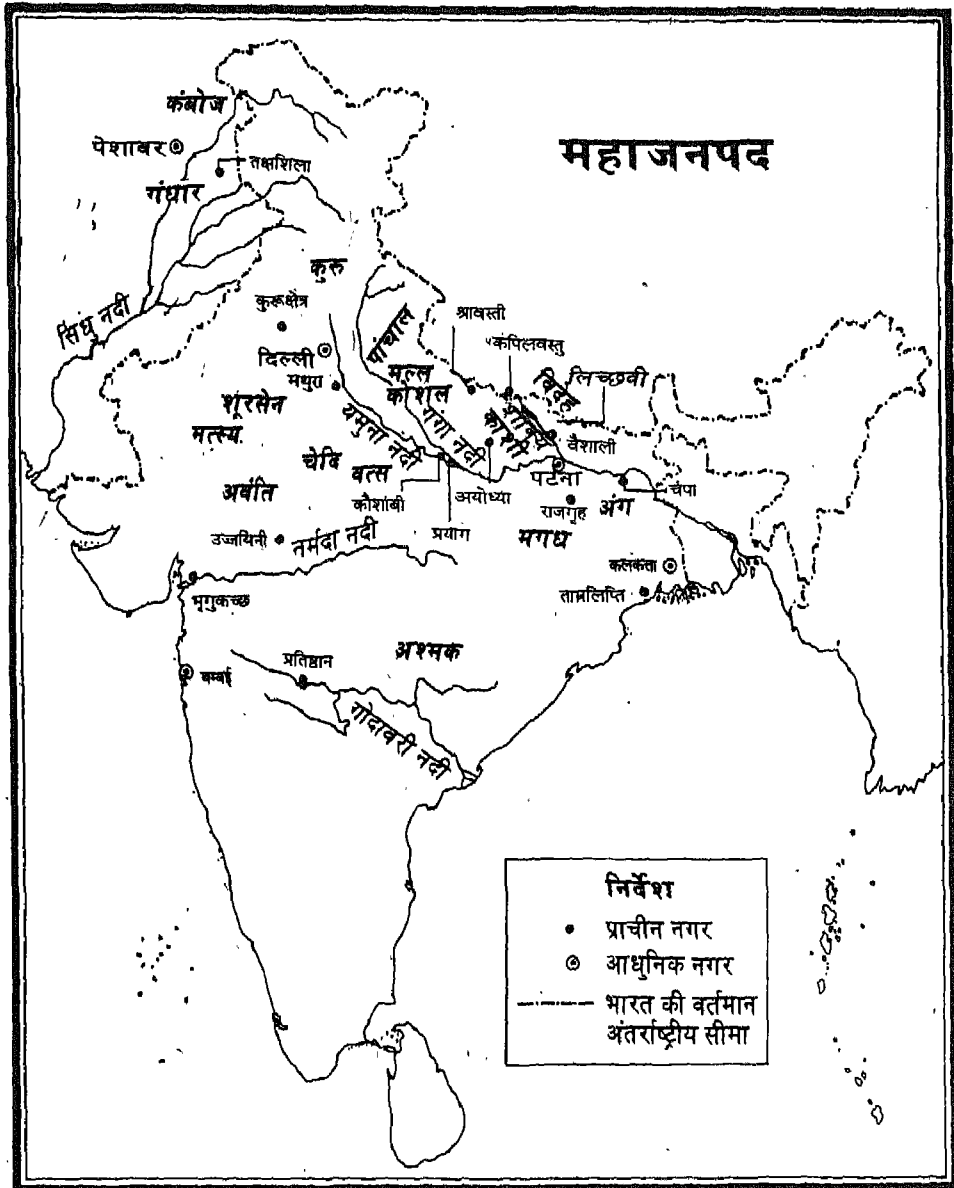 महाजनपद
कंबोज
पेशावर
तक्षशिला
गंधार
कुरु
सिंधु नदी
कुरूक्षेत्र
पांचाल
श्रावस्ती
कपिलवस्तु
दिल्ली
मथुरा
मल्ल
कोशल
लिच्छवी
शूरसेन
मत्स्य
यमुना नदी
गंगा नदी
काशी
वैशाली
चेदि
वत्स
पटना
चंपा
अवंति
कौशांबी
अयोध्या
राजगृह
अंग
उज्जयिनी
नर्मदा नदी
प्रयाग
मगध
कलकत्ता
भृगुकच्छ
ताम्रलिप्ति
अश्मक
प्रतिष्ठान
बम्बई
गोदावरी नदी
निर्देश
प्राचीन नगर
आधुनिक नगर
भारत की वर्तमान
अंतर्राष्ट्रीय सीमा